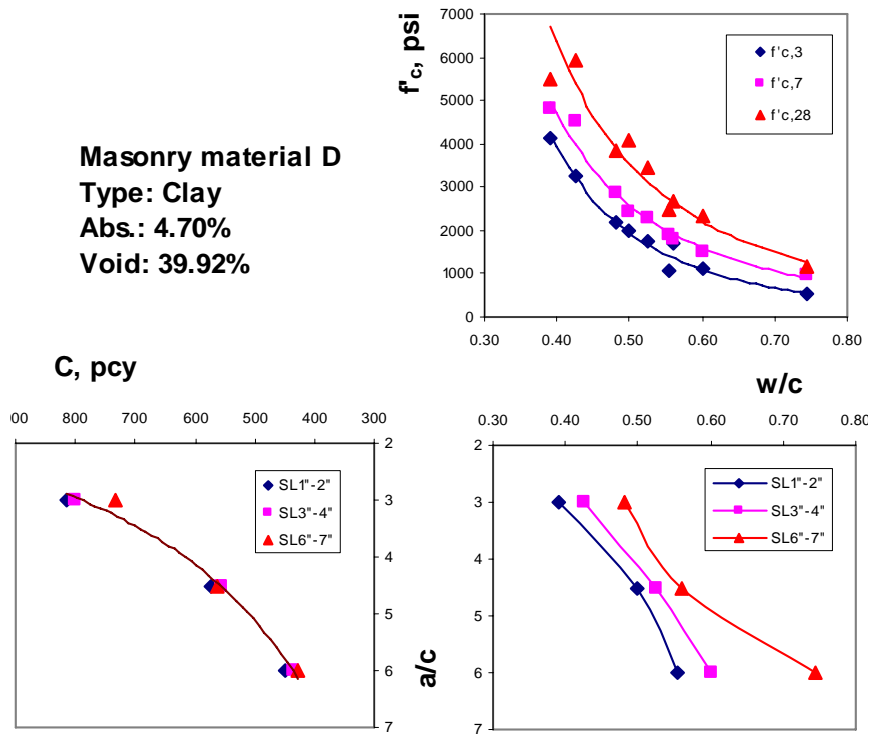 Masonry material D
Type: Clay
Abs.: 4.70%
Void: 39.92%
f'c, psi
7000
6000
5000
4000
3000
2000
1000
0
0.30 0.40 0.50 0.60 0.70 0.80
w/c
f'c,3
f'c,7
f'c,28
C, pcy
800 700 600 500 400 300
2
3
4
5
6
7
a/c
SL1"-2"
SL3"-4"
SL6"-7"
0.30 0.40 0.50 0.60 0.70 0.80
2
3
4
5
6
7
SL1"-2"
SL3"-4"
SL6"-7"